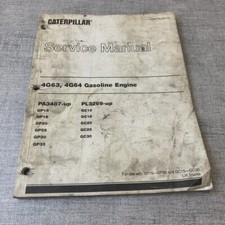 CATERPILLAR
Service Manual
4G63, 4G64 Gasoline Engine
PA3487-up PL5269-up
GP15 GC15
GP18 GC18
GP20 GC20
GP25 GC25
GP30 GC30
GP35